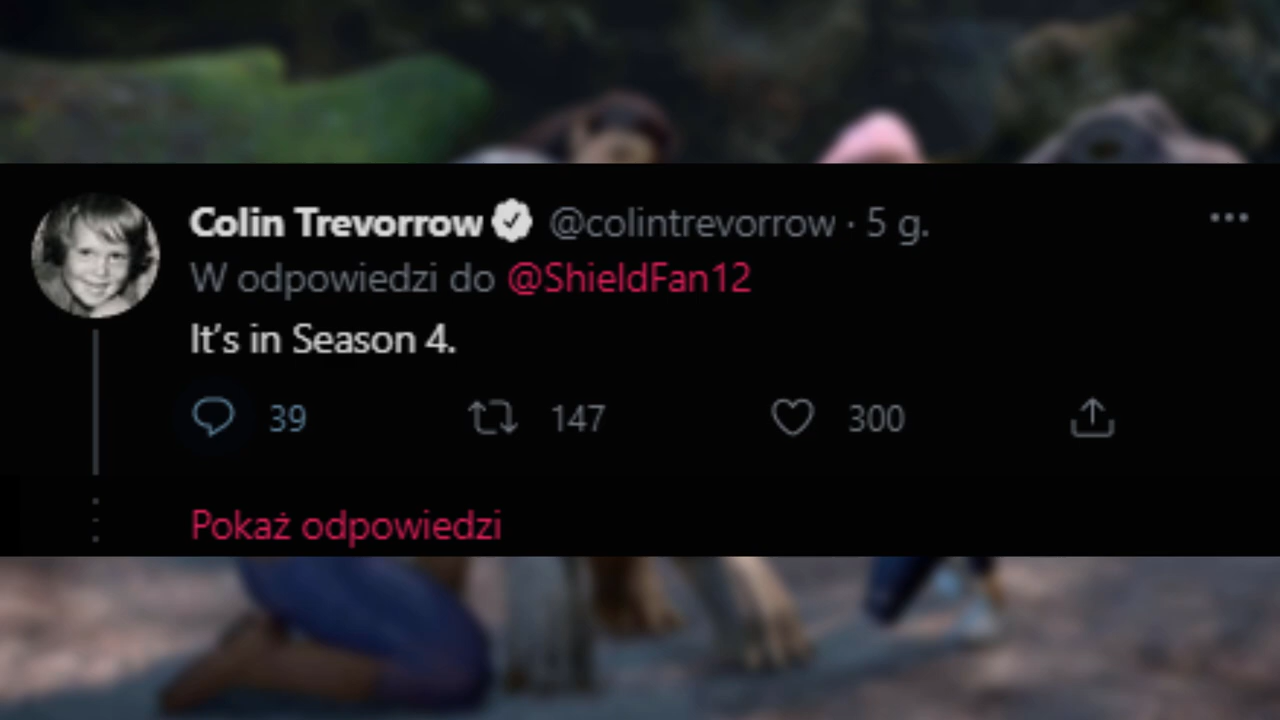 Colin Trevorrow @colintrevorrow · 5 g.
W odpowiedzi do @ShieldFan12
It's in Season 4.
39 147 300
Pokaż odpowiedzi